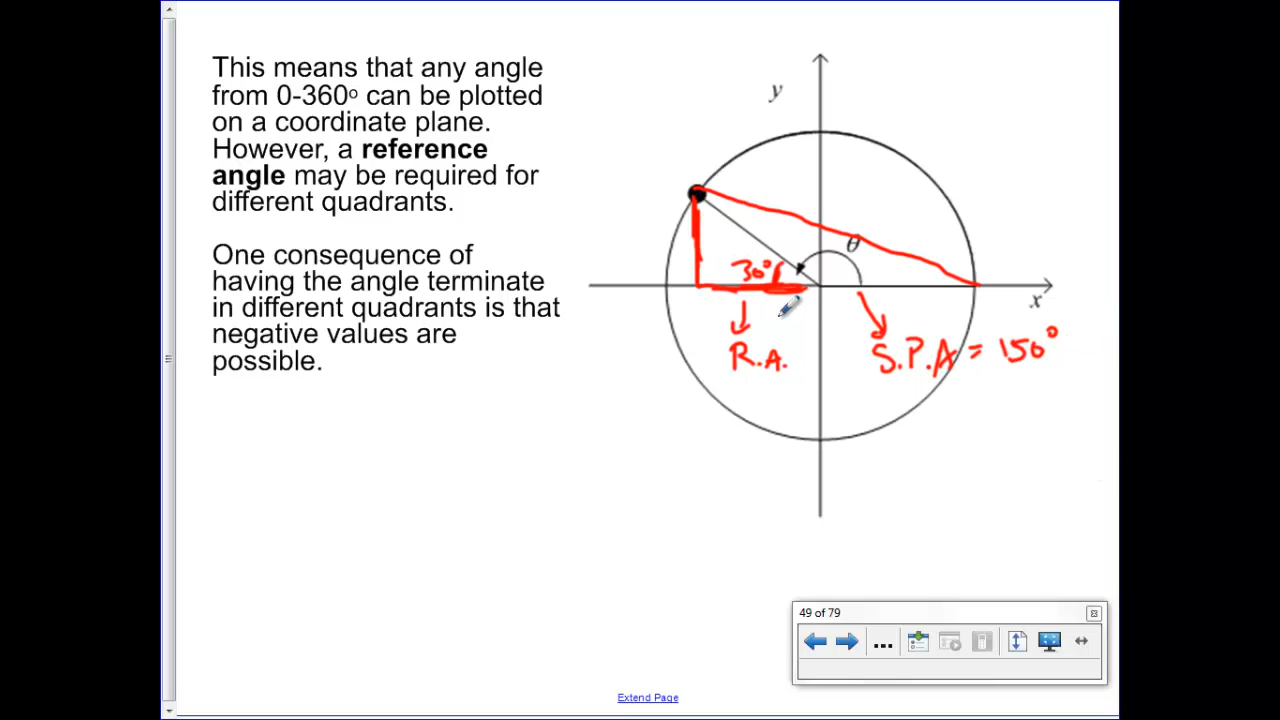 This means that any angle
from 0-360° can be plotted
on a coordinate plane.
However, a reference
angle may be required for
different quadrants.
One consequence of
having the angle terminate
in different quadrants is that
negative values are
possible.
y
θ
30°
x
R.A.
S.P.A = 150°
49 of 79
...
Extend Page